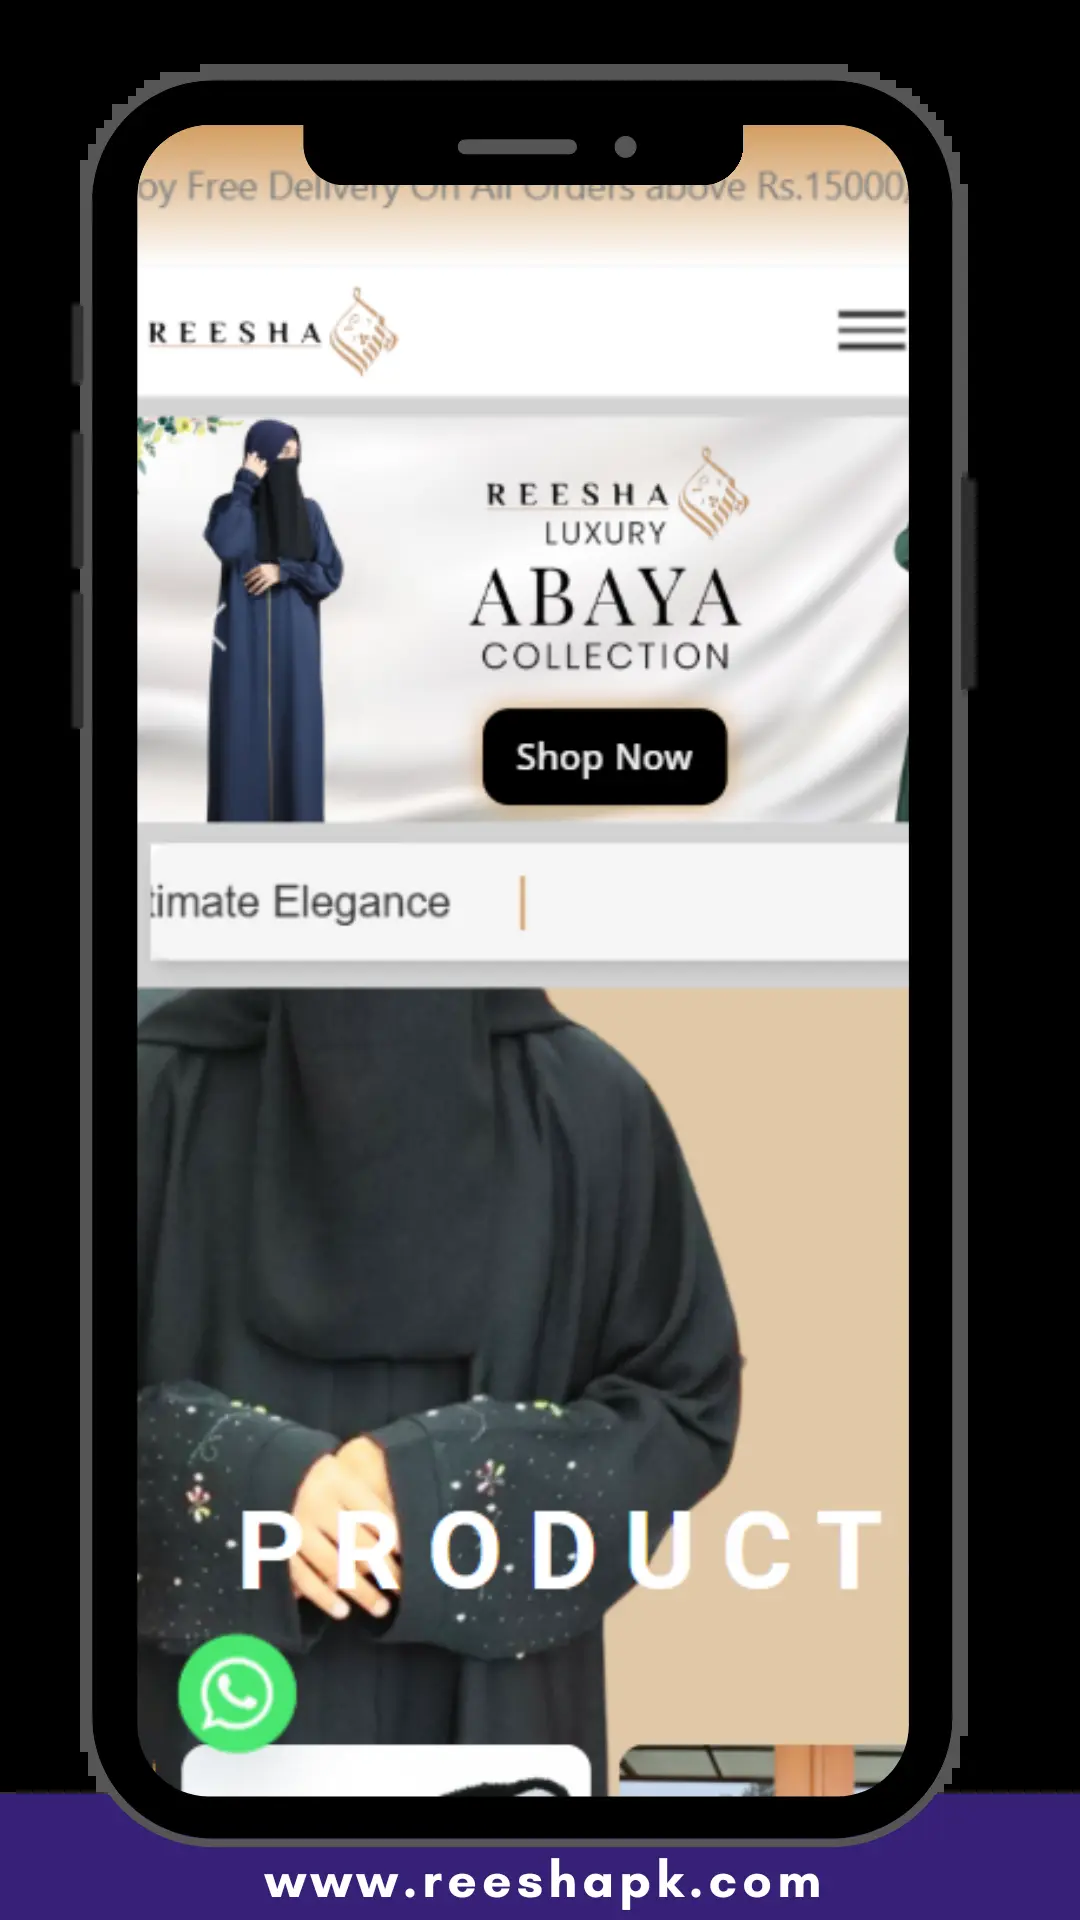 oy Free Delivery On All Orders above Rs.15000
REESHA
REESHA
LUXURY
ABAYA
COLLECTION
Shop Now
timate Elegance
PRODUCT
www.reeshapk.com